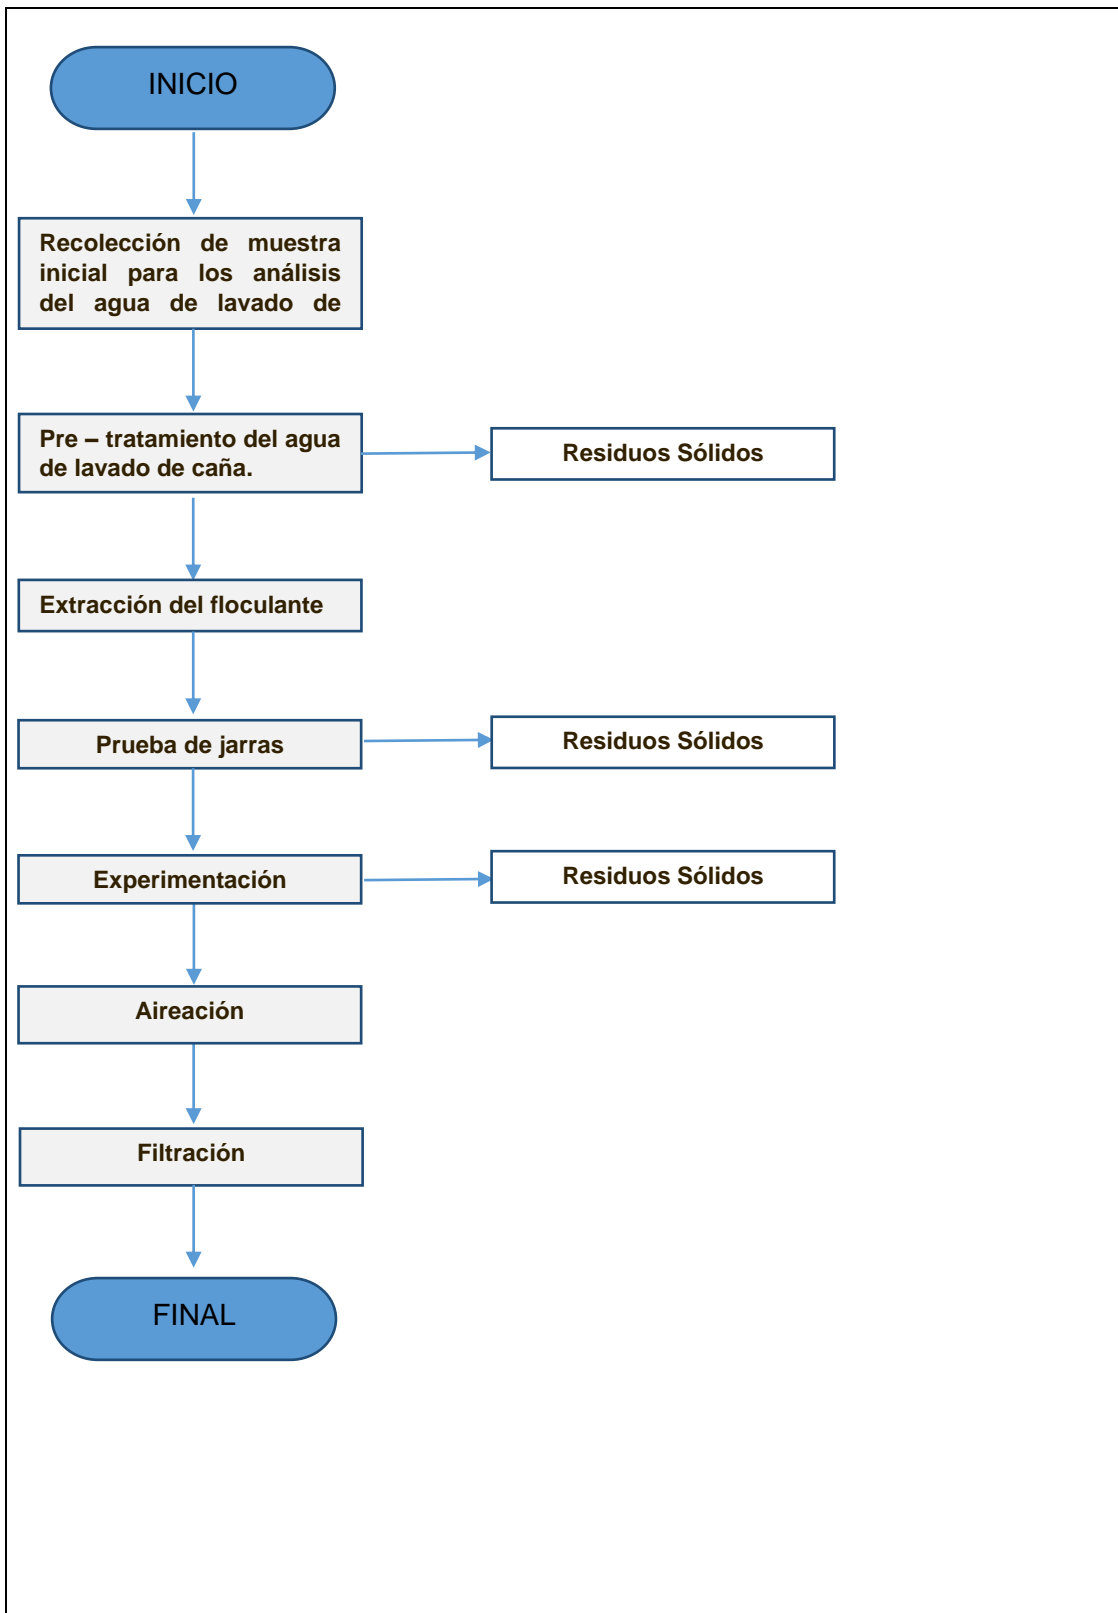 INICIO
Recolección de muestra
inicial para los análisis
del agua de lavado de
Pre – tratamiento del agua
de lavado de caña.
Residuos Sólidos
Extracción del floculante
Prueba de jarras
Residuos Sólidos
Experimentación
Residuos Sólidos
Aireación
Filtración
FINAL